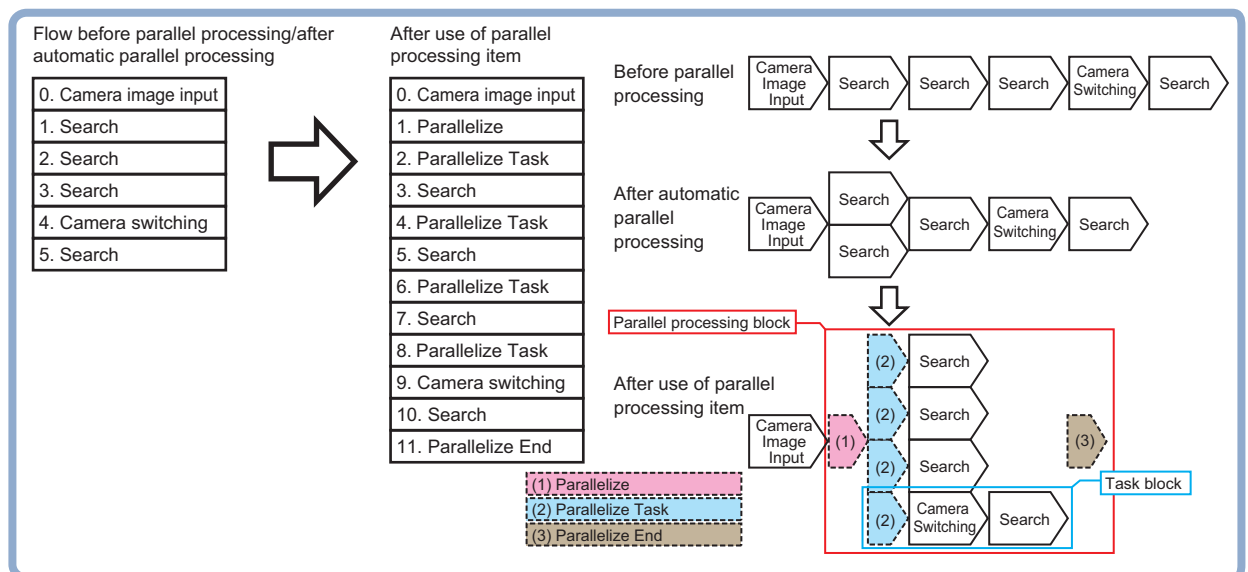 Flow before parallel processing/after
automatic parallel processing
0. Camera image input
1. Search
2. Search
3. Search
4. Camera switching
5. Search
After use of parallel
processing item
0. Camera image input
1. Parallelize
2. Parallelize Task
3. Search
4. Parallelize Task
5. Search
6. Parallelize Task
7. Search
8. Parallelize Task
9. Camera switching
10. Search
11. Parallelize End
(1) Parallelize
(2) Parallelize Task
(3) Parallelize End
Before parallel
processing
Camera
Image
Input
Search
Search
Search
Camera
Switching
Search
After automatic
parallel
processing
Camera
Image
Input
Search
Search
Search
Camera
Switching
Search
Parallel processing block
After use of parallel
processing item
Camera
Image
Input
(1)
(2)
Search
(2)
Search
(2)
Search
(2)
Camera
Switching
Search
(3)
Task block